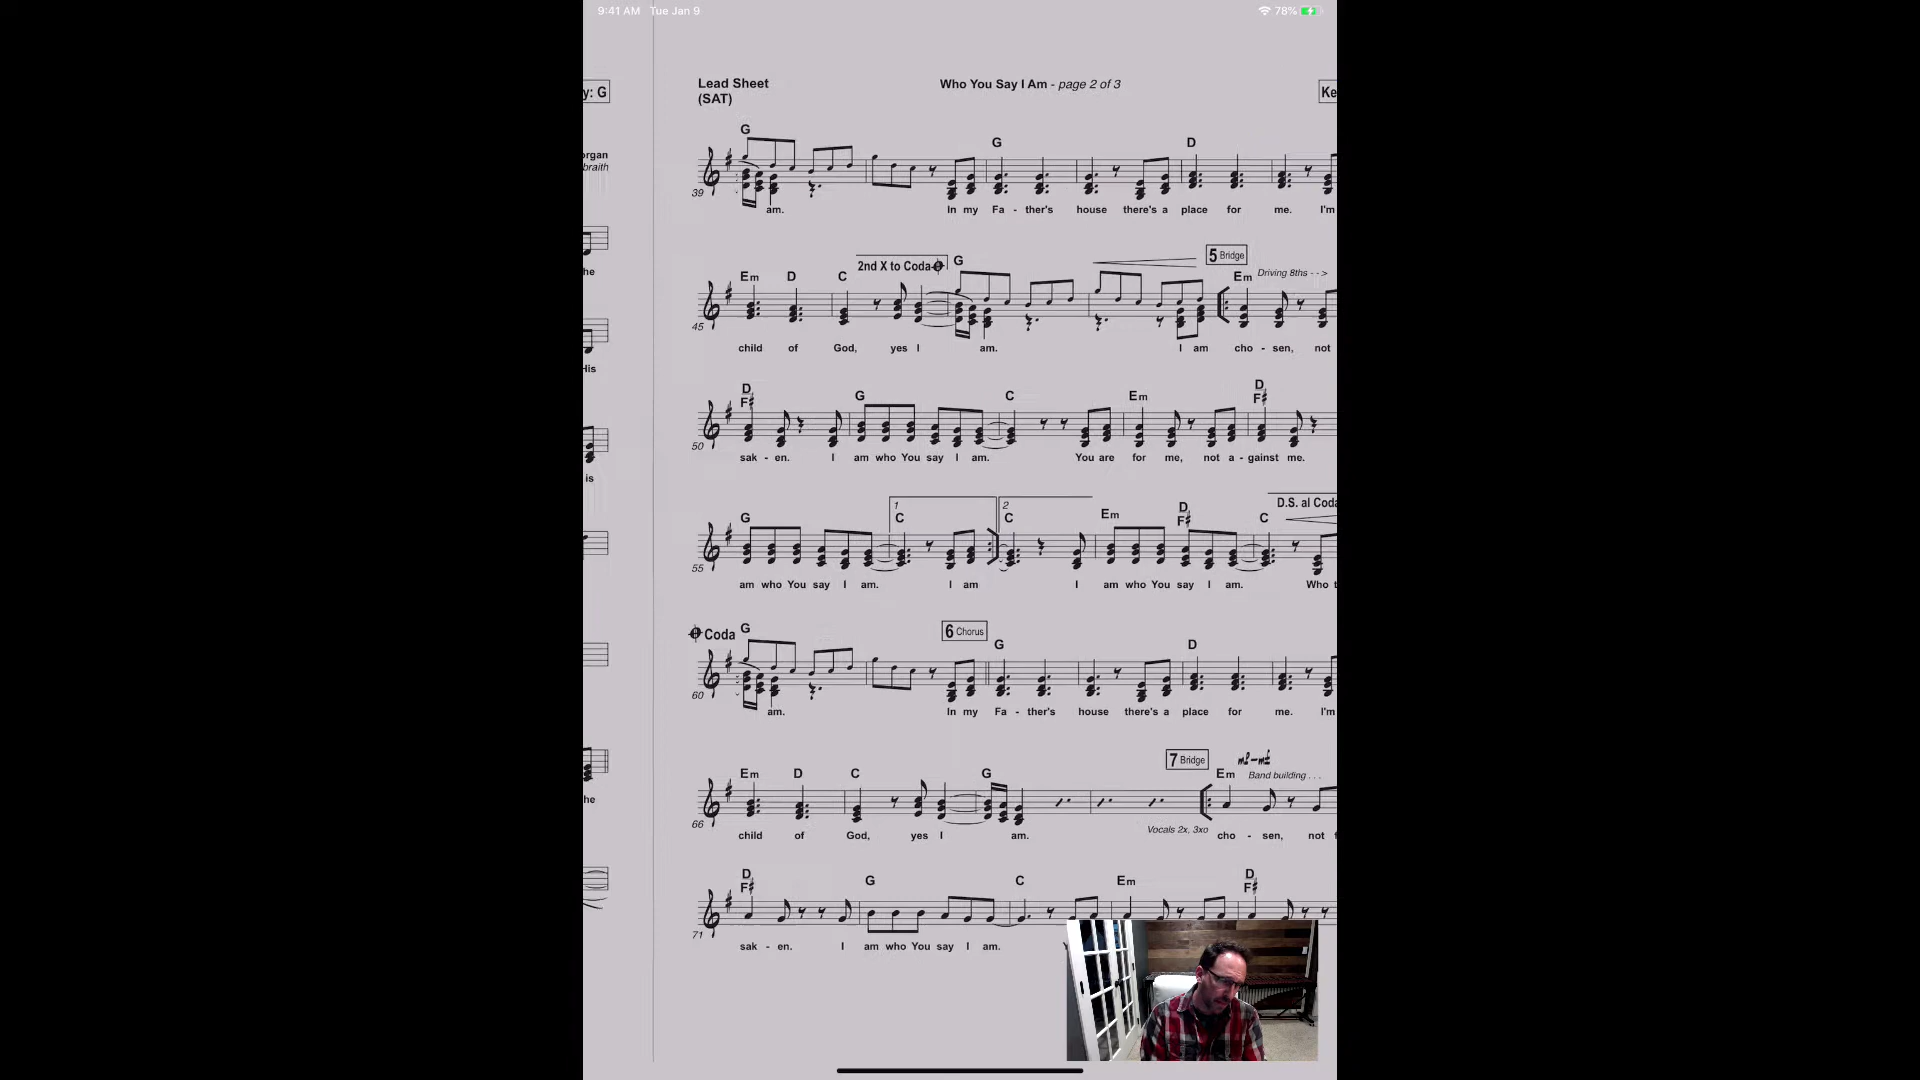 9:41 AM Tue Jan 9
78%
y: G
Lead Sheet
(SAT)
Who You Say I Am - page 2 of 3
Ke
organ
braith
G G D
39
am. In my Fa - ther's house there's a place for me. I'm
he
2nd X to Coda G 5 Bridge
Em D C Em Driving 8ths - - >
45
child of God, yes I am. I am cho - sen, not
His
D G C Em D
F# F#
50
sak - en. I am who You say I am. You are for me, not a - gainst me.
is
1 2 D.S. al Coda
G C C Em D C
F#
55
am who You say I am. I am I am who You say I am. Who t
Coda G 6 Chorus
G D
60
am. In my Fa - ther's house there's a place for me. I'm
7 Bridge
Em D C G Em Band building . . .
66
he
child of God, yes I am. Vocals 2x, 3xo cho - sen, not f
D G C Em D
F# F#
71
sak - en. I am who You say I am.